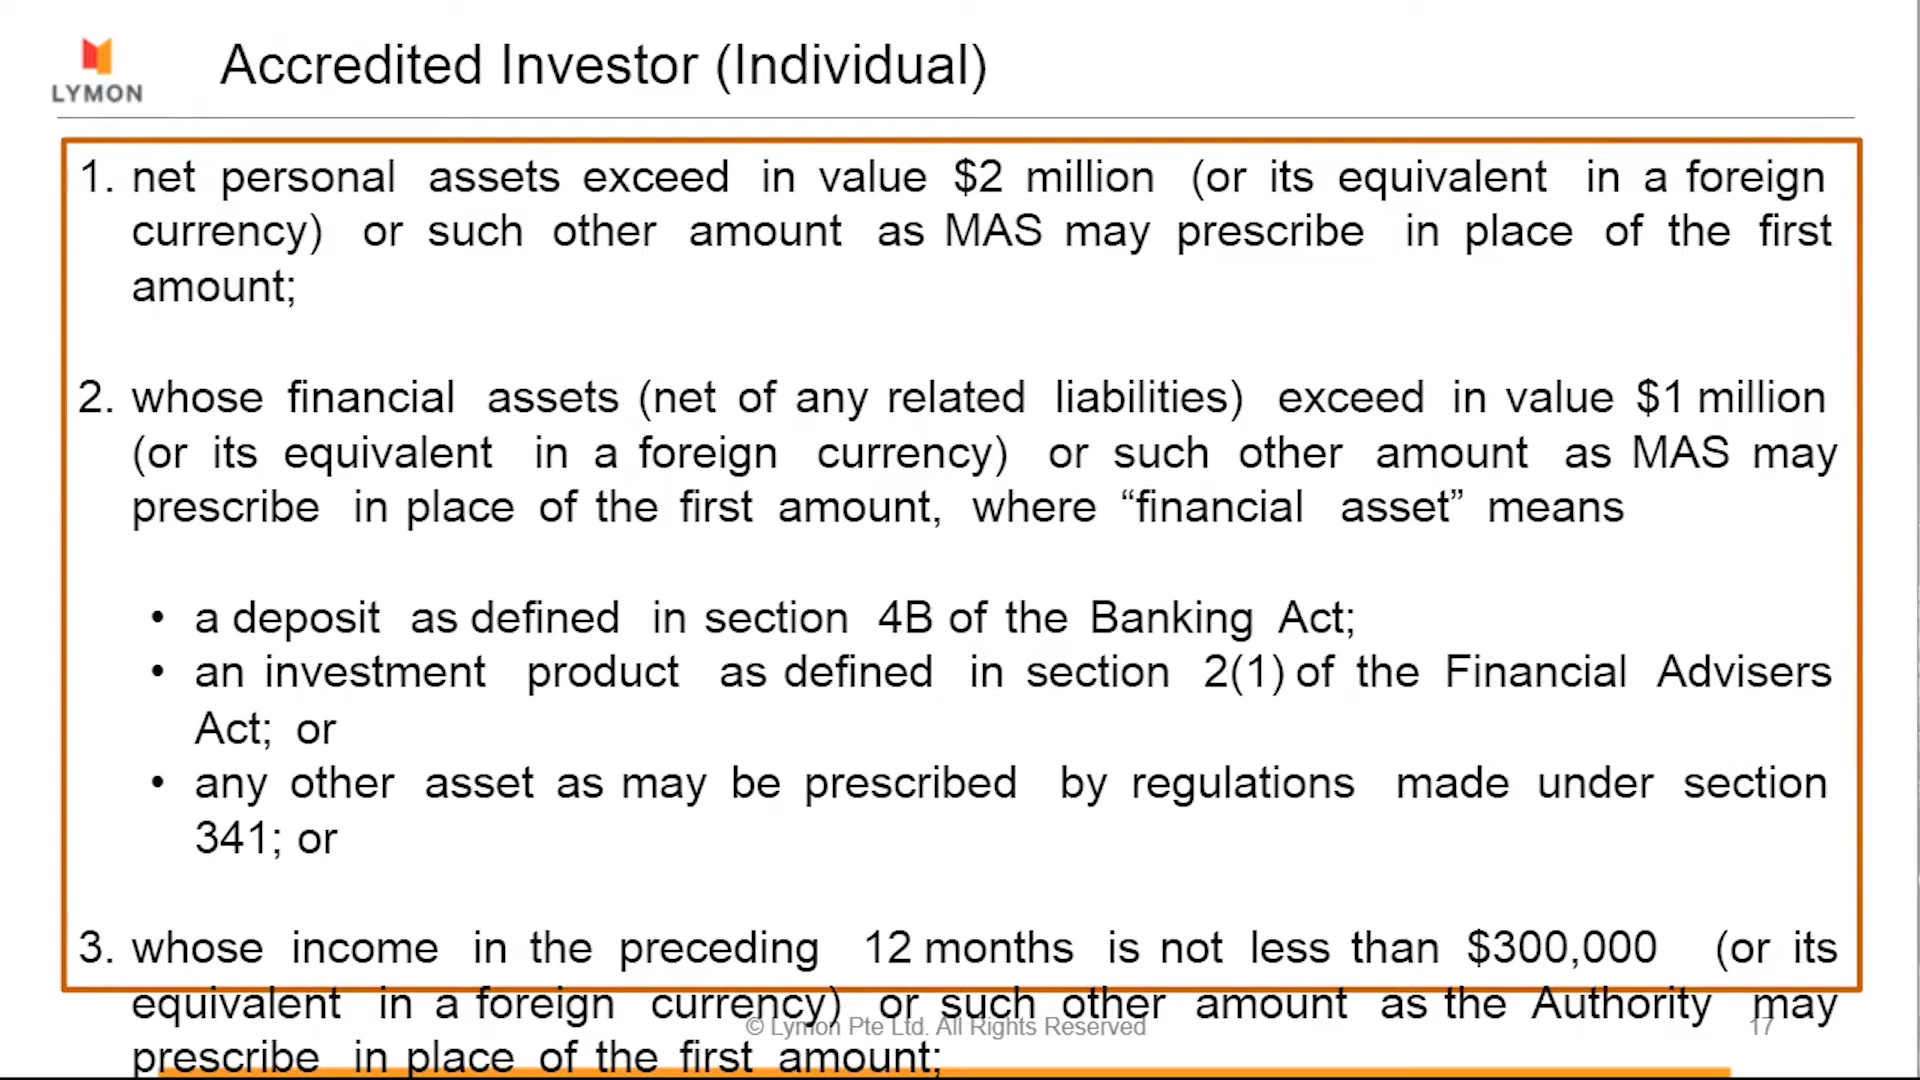 LYMON
Accredited Investor (Individual)
1. net personal assets exceed in value $2 million (or its equivalent in a foreign
currency) or such other amount as MAS may prescribe in place of the first
amount;
2. whose financial assets (net of any related liabilities) exceed in value $1 million
(or its equivalent in a foreign currency) or such other amount as MAS may
prescribe in place of the first amount, where “financial asset” means
• a deposit as defined in section 4B of the Banking Act;
• an investment product as defined in section 2(1) of the Financial Advisers
Act; or
• any other asset as may be prescribed by regulations made under section
341; or
3. whose income in the preceding 12 months is not less than $300,000 (or its
equivalent in a foreign currency) or such other amount as the Authority may
© Lymon Pte Ltd. All Rights Reserved
17
prescribe in place of the first amount;